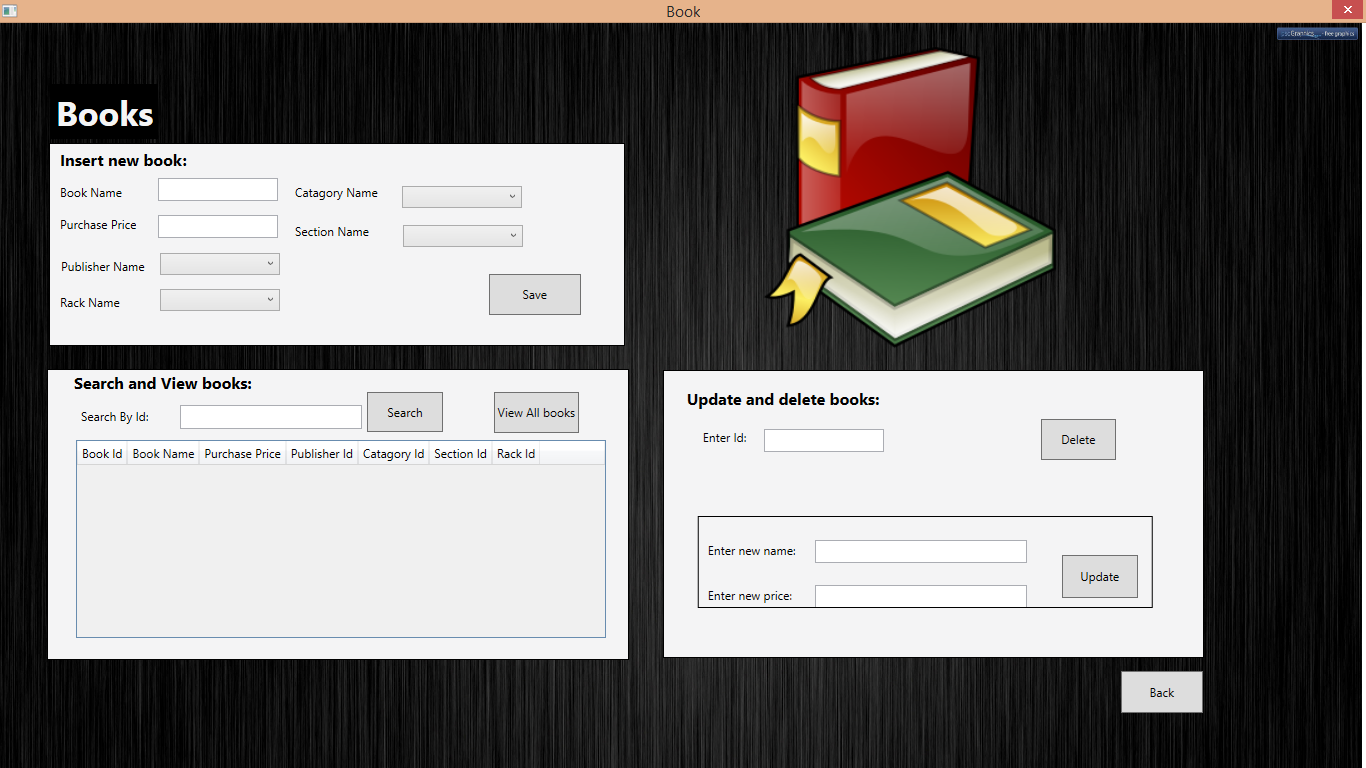 Book
Grannics - free graphics
Books
Insert new book:
Book Name
Catagory Name
Purchase Price
Section Name
Publisher Name
Rack Name
Save
Search and View books:
Search By Id:
Search
View All books
Book Id Book Name Purchase Price Publisher Id Catagory Id Section Id Rack Id
Update and delete books:
Enter Id:
Delete
Enter new name:
Update
Enter new price:
Back